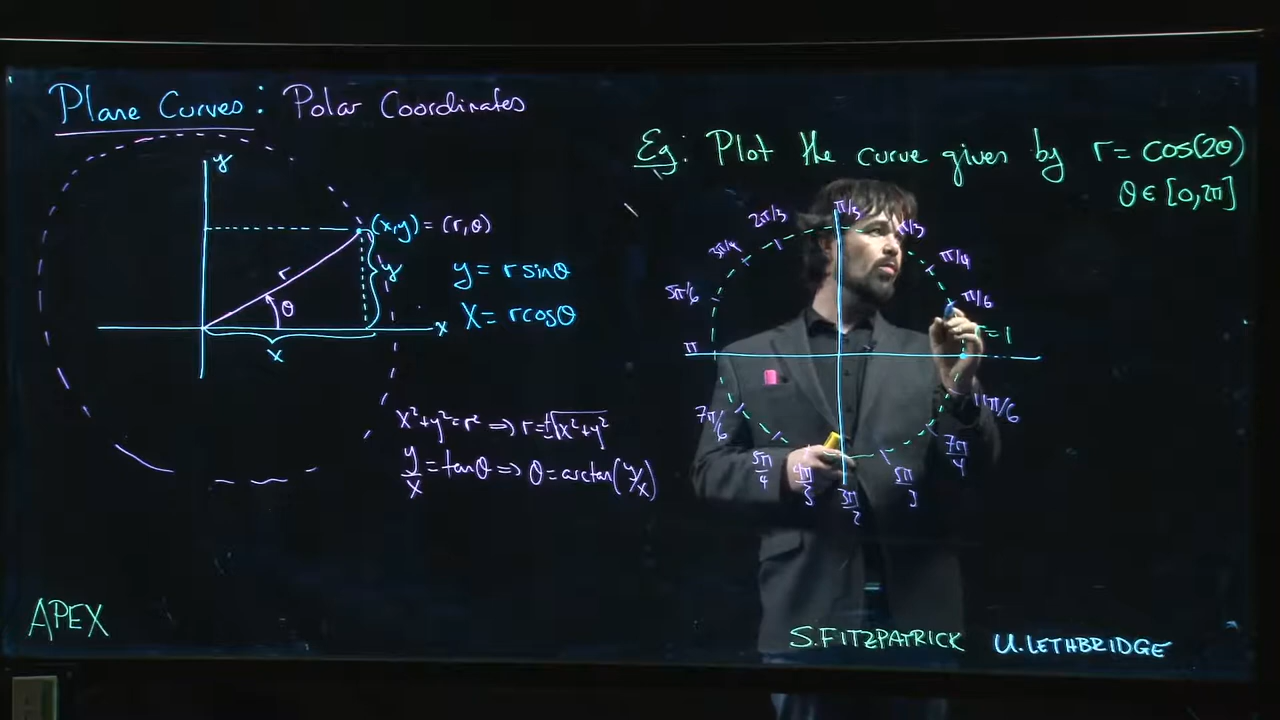 Plane Curves: Polar Coordinates
y
(x,y) = (r,θ)
r
θ
y
x
x
y = r sinθ
x = r cosθ
x²+y²=r² ⇒ r=±√x²+y²
y/x = tanθ ⇒ θ = arctan(y/x)
Eg: Plot the curve given by r = cos(2θ)
θ ∈ [0,2π]
2π/3
π/3
π/3
3π/4
π/4
5π/6
π/6
r=1
π
7π/6
11π/6
5π/4
4π/3
3π/2
5π/3
7π/4
APEX
S.FITZPATRICK U.LETHBRIDGE